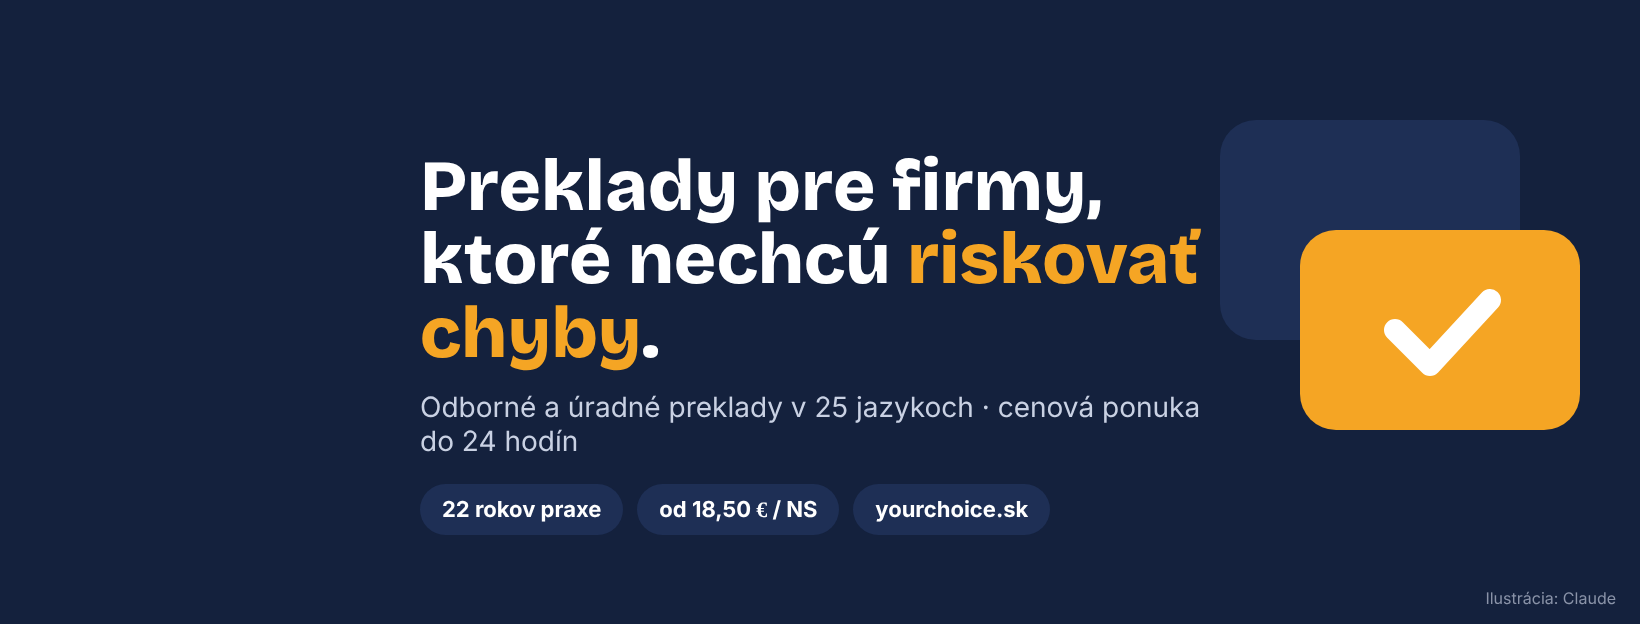 Preklady pre firmy,
ktoré nechcú riskovať
chyby.
Odborné a úradné preklady v 25 jazykoch · cenová ponuka
do 24 hodín
22 rokov praxe
od 18,50 € / NS
yourchoice.sk
Ilustrácia: Claude